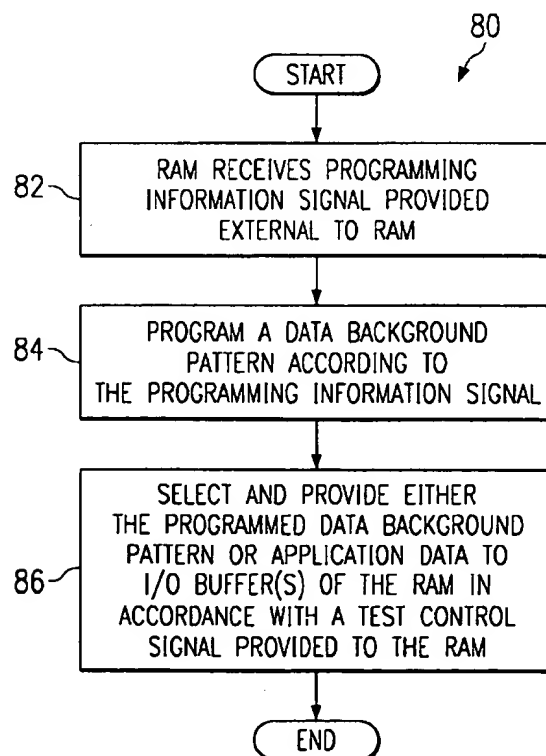 80
START
82
RAM RECEIVES PROGRAMMING
INFORMATION SIGNAL PROVIDED
EXTERNAL TO RAM
84
PROGRAM A DATA BACKGROUND
PATTERN ACCORDING TO
THE PROGRAMMING INFORMATION SIGNAL
86
SELECT AND PROVIDE EITHER
THE PROGRAMMED DATA BACKGROUND
PATTERN OR APPLICATION DATA TO
I/O BUFFER(S) OF THE RAM IN
ACCORDANCE WITH A TEST CONTROL
SIGNAL PROVIDED TO THE RAM
END